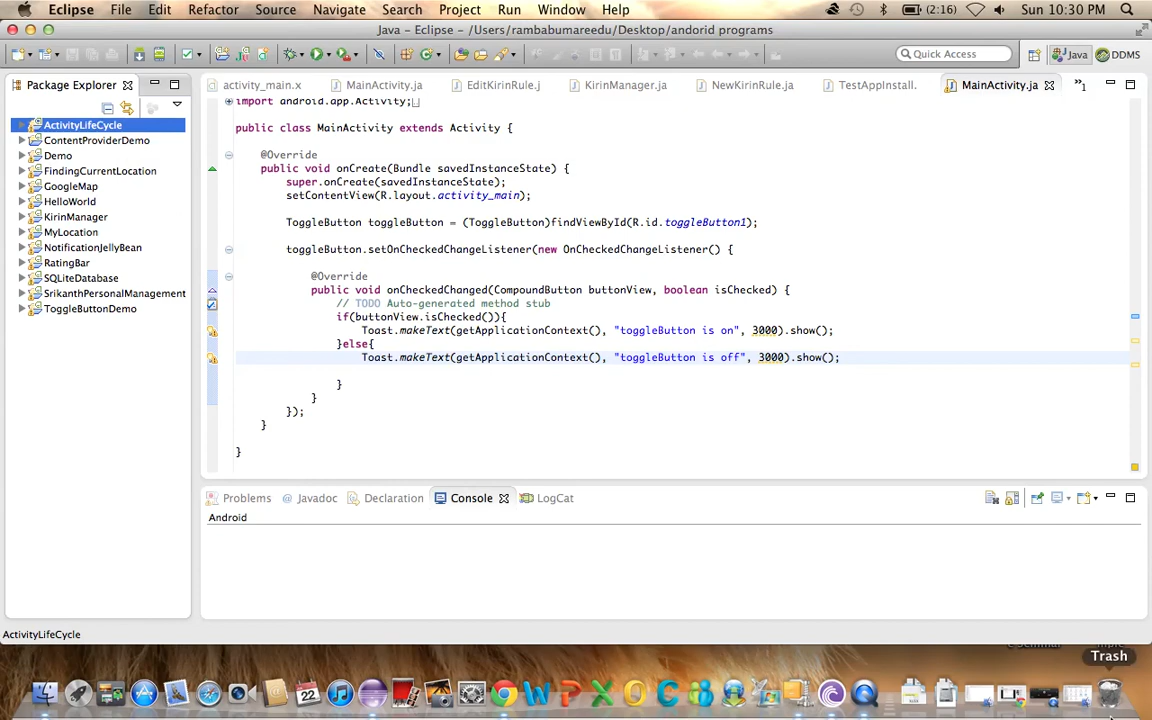 Eclipse File Edit Refactor Source Navigate Search Project Run Window Help (2:16) Sun 10:30 PM
Java - Eclipse - /Users/rambabumareedu/Desktop/andorid programs
Quick Access Java DDMS
Package Explorer
activity_main.x MainActivity.ja EditKirinRule.j KirinManager.ja NewKirinRule.ja TestAppInstall. MainActivity.ja 1
ActivityLifeCycle
ContentProviderDemo
Demo
FindingCurrentLocation
GoogleMap
HelloWorld
KirinManager
MyLocation
NotificationJellyBean
RatingBar
SQLiteDatabase
SrikanthPersonalManagement
ToggleButtonDemo
import android.app.Activity;
public class MainActivity extends Activity {
@Override
public void onCreate(Bundle savedInstanceState) {
super.onCreate(savedInstanceState);
setContentView(R.layout.activity_main);
ToggleButton toggleButton = (ToggleButton)findViewById(R.id.toggleButton1);
toggleButton.setOnCheckedChangeListener(new OnCheckedChangeListener() {
@Override
public void onCheckedChanged(CompoundButton buttonView, boolean isChecked) {
// TODO Auto-generated method stub
if(buttonView.isChecked()){
Toast.makeText(getApplicationContext(), "toggleButton is on", 3000).show();
}else{
Toast.makeText(getApplicationContext(), "toggleButton is off", 3000).show();
}
}
});
}
}
Problems @ Javadoc Declaration Console LogCat
Android
ActivityLifeCycle
Trash
22